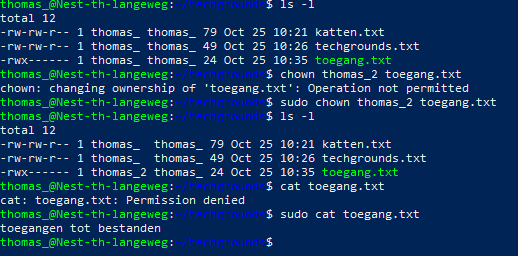 thomas_@Nest-th-langeweg:~/techgrounds$ ls -l
total 12
-rw-rw-r-- 1 thomas_ thomas_ 79 Oct 25 10:21 katten.txt
-rw-rw-r-- 1 thomas_ thomas_ 49 Oct 25 10:26 techgrounds.txt
-rwx------ 1 thomas_ thomas_ 24 Oct 25 10:35 toegang.txt
thomas_@Nest-th-langeweg:~/techgrounds$ chown thomas_2 toegang.txt
chown: changing ownership of 'toegang.txt': Operation not permitted
thomas_@Nest-th-langeweg:~/techgrounds$ sudo chown thomas_2 toegang.txt
thomas_@Nest-th-langeweg:~/techgrounds$ ls -l
total 12
-rw-rw-r-- 1 thomas_  thomas_ 79 Oct 25 10:21 katten.txt
-rw-rw-r-- 1 thomas_  thomas_ 49 Oct 25 10:26 techgrounds.txt
-rwx------ 1 thomas_2 thomas_ 24 Oct 25 10:35 toegang.txt
thomas_@Nest-th-langeweg:~/techgrounds$ cat toegang.txt
cat: toegang.txt: Permission denied
thomas_@Nest-th-langeweg:~/techgrounds$ sudo cat toegang.txt
toegangen tot bestanden
thomas_@Nest-th-langeweg:~/techgrounds$